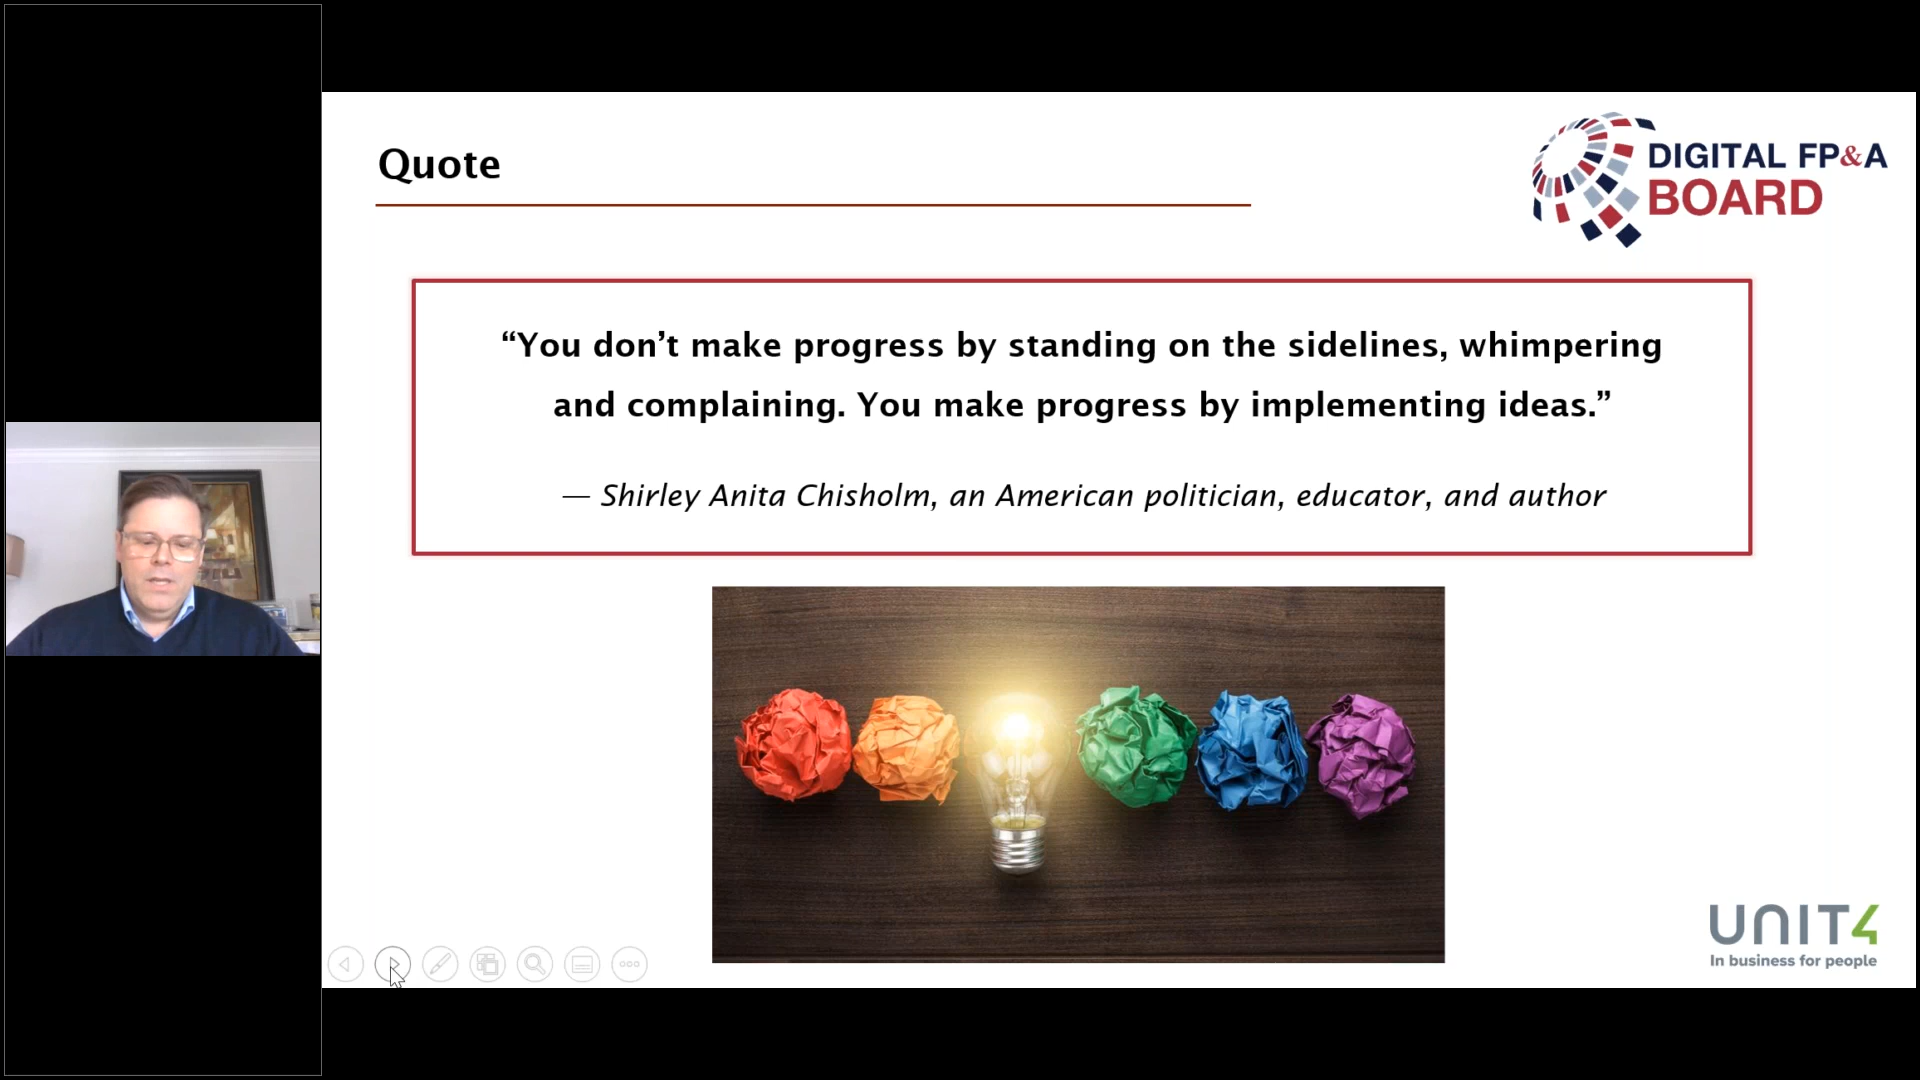 Quote
DIGITAL FP&A
BOARD
“You don’t make progress by standing on the sidelines, whimpering
and complaining. You make progress by implementing ideas.”
— Shirley Anita Chisholm, an American politician, educator, and author
UNIT4
In business for people